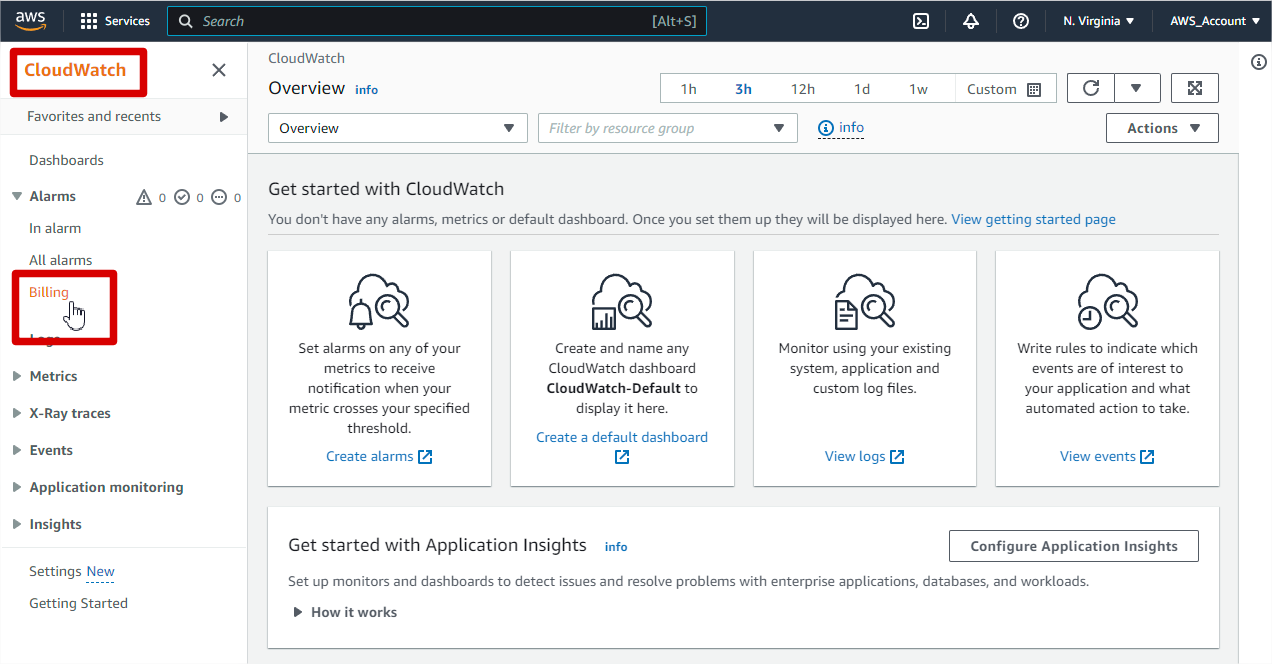 aws Services Search [Alt+S] N. Virginia AWS_Account
CloudWatch
Favorites and recents
Dashboards
Alarms 0 0 0
In alarm
All alarms
Billing
Logs
Metrics
X-Ray traces
Events
Application monitoring
Insights
Settings New
Getting Started
CloudWatch
Overview info
1h 3h 12h 1d 1w Custom
Overview Filter by resource group info Actions
Get started with CloudWatch
You don't have any alarms, metrics or default dashboard. Once you set them up they will be displayed here. View getting started page
Set alarms on any of your
metrics to receive
notification when your
metric crosses your specified
threshold.
Create alarms
Create and name any
CloudWatch dashboard
CloudWatch-Default to
display it here.
Create a default dashboard
Monitor using your existing
system, application and
custom log files.
View logs
Write rules to indicate which
events are of interest to
your application and what
automated action to take.
View events
Get started with Application Insights info
Configure Application Insights
Set up monitors and dashboards to detect issues and resolve problems with enterprise applications, databases, and workloads.
How it works